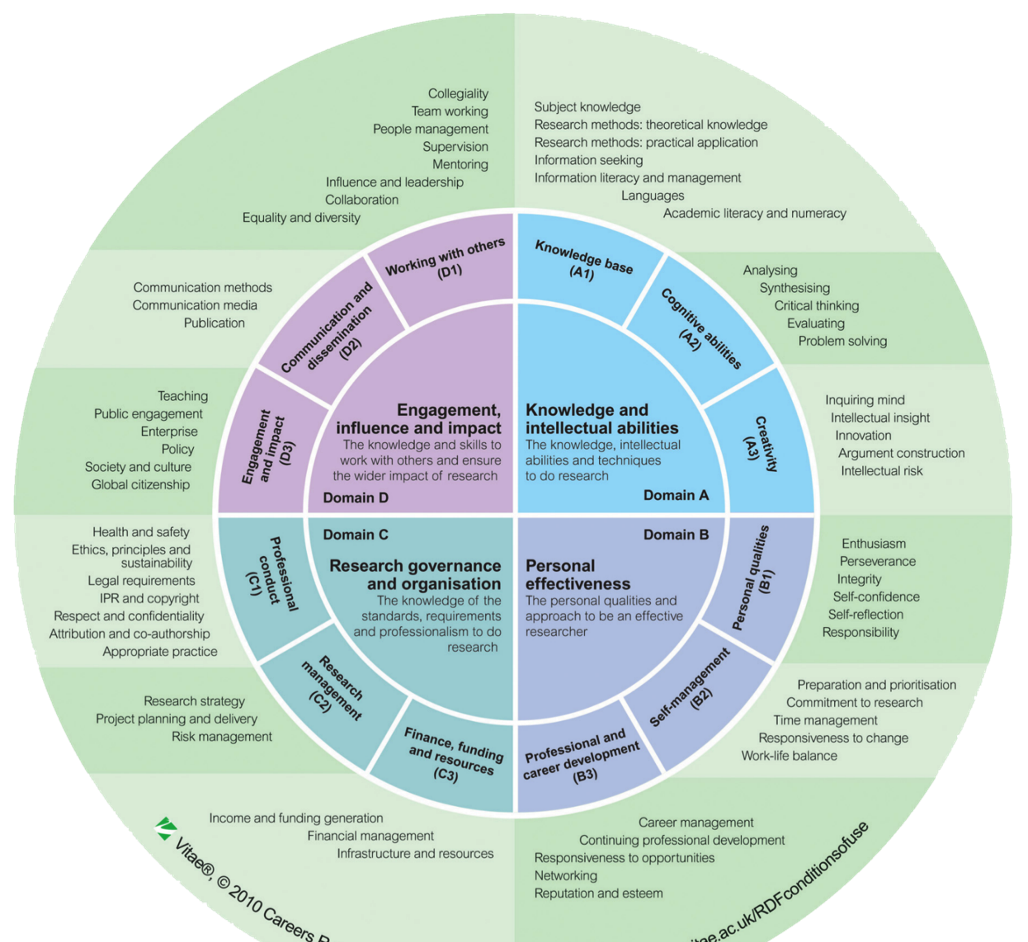 Collegiality
Team working
People management
Supervision
Mentoring
Influence and leadership
Collaboration
Equality and diversity
Subject knowledge
Research methods: theoretical knowledge
Research methods: practical application
Information seeking
Information literacy and management
Languages
Academic literacy and numeracy
Working with others
(D1)
Knowledge base
(A1)
Communication methods
Communication media
Publication
Communication and
dissemination
(D2)
Cognitive abilities
(A2)
Analysing
Synthesising
Critical thinking
Evaluating
Problem solving
Teaching
Public engagement
Enterprise
Policy
Society and culture
Global citizenship
Engagement
and impact
(D3)
Engagement,
influence and impact
The knowledge and skills to
work with others and ensure
the wider impact of research
Domain D
Knowledge and
intellectual abilities
The knowledge, intellectual
abilities and techniques
to do research
Domain A
Creativity
(A3)
Inquiring mind
Intellectual insight
Innovation
Argument construction
Intellectual risk
Health and safety
Ethics, principles and
sustainability
Legal requirements
IPR and copyright
Respect and confidentiality
Attribution and co-authorship
Appropriate practice
Professional
conduct
(C1)
Domain C
Research governance
and organisation
The knowledge of the
standards, requirements
and professionalism to do
research
Domain B
Personal
effectiveness
The personal qualities and
approach to be an effective
researcher
Personal qualities
(B1)
Enthusiasm
Perseverance
Integrity
Self-confidence
Self-reflection
Responsibility
Research strategy
Project planning and delivery
Risk management
Research
management
(C2)
Self-management
(B2)
Preparation and prioritisation
Commitment to research
Time management
Responsiveness to change
Work-life balance
Finance, funding
and resources
(C3)
Professional and
career development
(B3)
Income and funding generation
Financial management
Infrastructure and resources
Career management
Continuing professional development
Responsiveness to opportunities
Networking
Reputation and esteem
Vitae®, © 2010 Careers
itae.ac.uk/RDFconditionsofuse